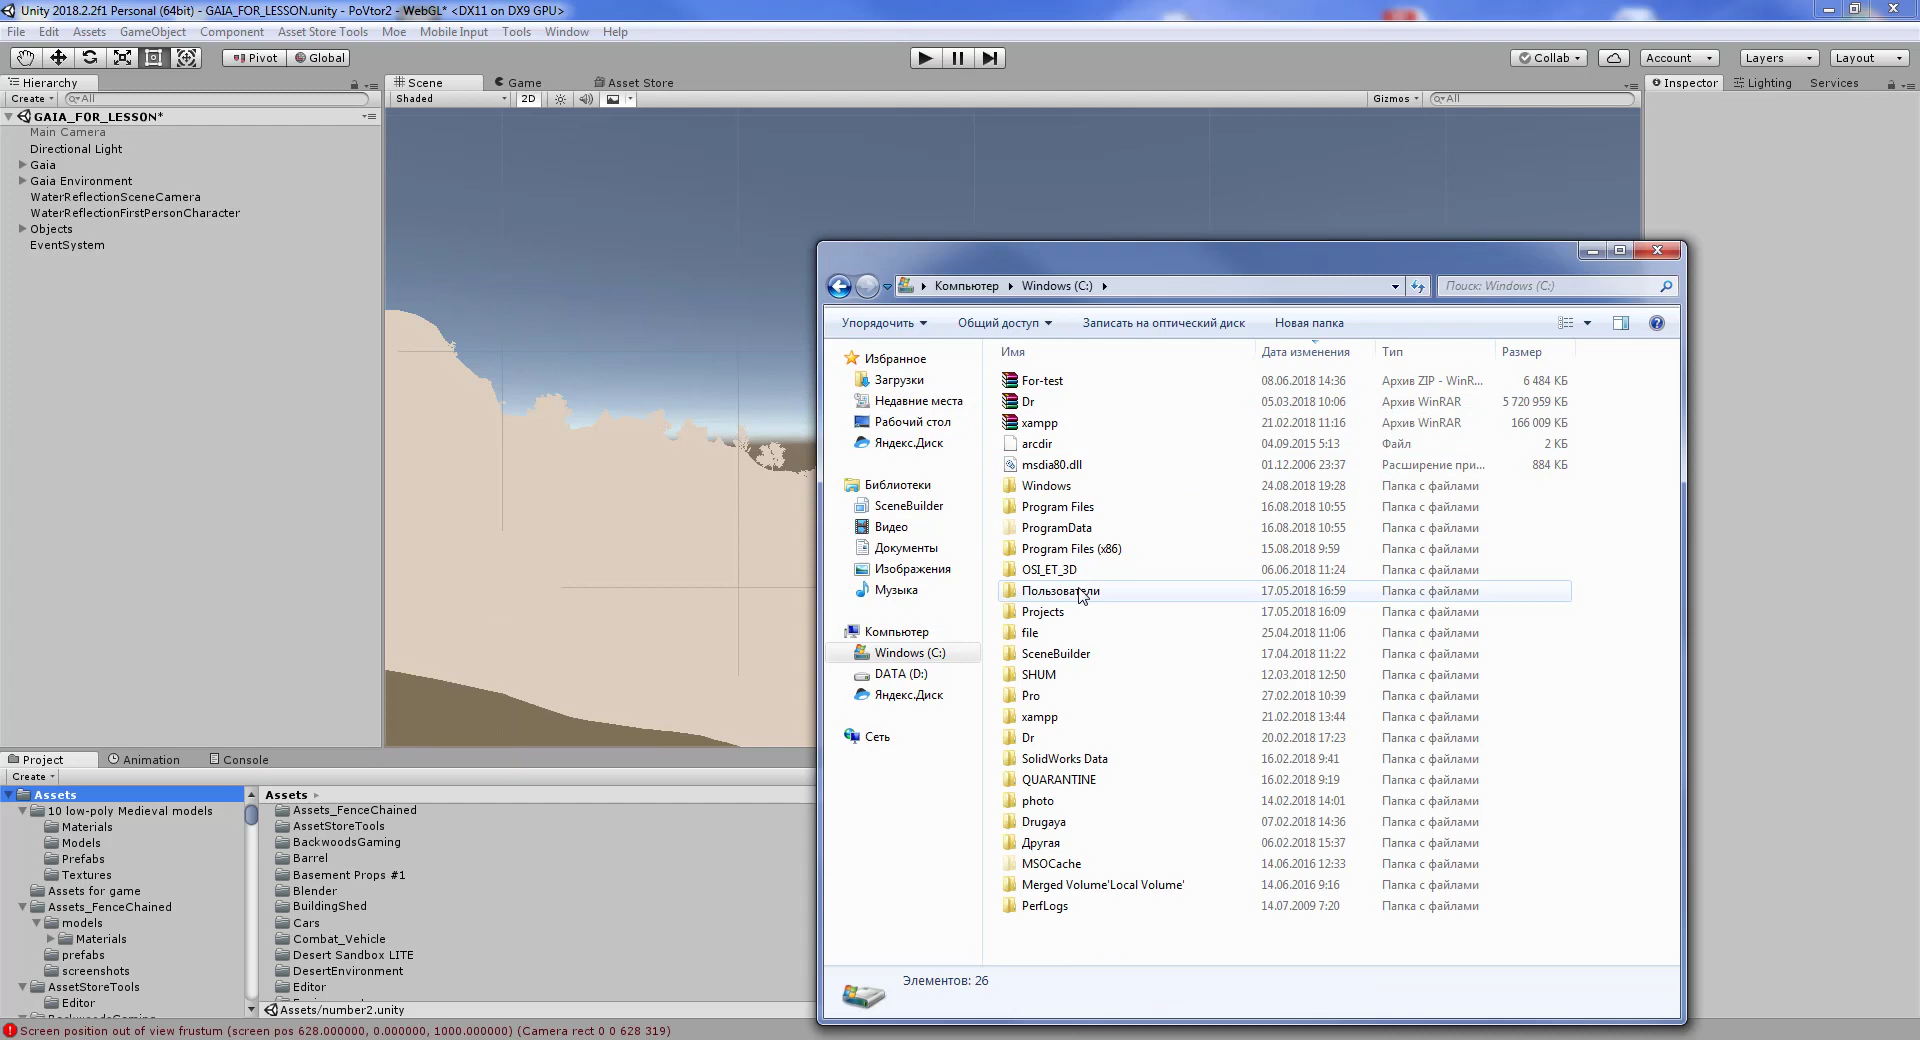 Unity 2018.2.2f1 Personal (64bit) - GAIA_FOR_LESSON.unity - PoVtor2 - WebGL* <DX11 on DX9 GPU>
File Edit Assets GameObject Component Asset Store Tools Moe Mobile Input Tools Window Help
Pivot Global Collab Account Layers Layout
Hierarchy Scene Game Asset Store Inspector Lighting Services
Create All Shaded 2D Gizmos All
GAIA_FOR_LESSON*
Main Camera
Directional Light
Gaia
Gaia Environment
WaterReflectionSceneCamera
WaterReflectionFirstPersonCharacter
Objects
EventSystem
Компьютер Windows (C:) Поиск: Windows (C:)
Упорядочить Общий доступ Записать на оптический диск Новая папка
Избранное
Загрузки
Недавние места
Рабочий стол
Яндекс.Диск
Библиотеки
SceneBuilder
Видео
Документы
Изображения
Музыка
Компьютер
Windows (C:)
DATA (D:)
Яндекс.Диск
Сеть
Имя Дата изменения Тип Размер
For-test 08.06.2018 14:36 Архив ZIP - WinR... 6 484 КБ
Dr 05.03.2018 10:06 Архив WinRAR 5 720 959 КБ
xampp 21.02.2018 11:16 Архив WinRAR 166 009 КБ
arcdir 04.09.2015 5:13 Файл 2 КБ
msdia80.dll 01.12.2006 23:37 Расширение при... 884 КБ
Windows 24.08.2018 19:28 Папка с файлами
Program Files 16.08.2018 10:55 Папка с файлами
ProgramData 16.08.2018 10:55 Папка с файлами
Program Files (x86) 15.08.2018 9:59 Папка с файлами
OSI_ET_3D 06.06.2018 11:24 Папка с файлами
Пользователи 17.05.2018 16:59 Папка с файлами
Projects 17.05.2018 16:09 Папка с файлами
file 25.04.2018 11:06 Папка с файлами
SceneBuilder 17.04.2018 11:22 Папка с файлами
SHUM 12.03.2018 12:50 Папка с файлами
Pro 27.02.2018 10:39 Папка с файлами
xampp 21.02.2018 13:44 Папка с файлами
Dr 20.02.2018 17:23 Папка с файлами
SolidWorks Data 16.02.2018 9:41 Папка с файлами
QUARANTINE 16.02.2018 9:19 Папка с файлами
photo 14.02.2018 14:01 Папка с файлами
Drugaya 07.02.2018 14:36 Папка с файлами
Другая 06.02.2018 15:37 Папка с файлами
MSOCache 14.06.2016 12:33 Папка с файлами
Merged Volume'Local Volume' 14.06.2016 9:16 Папка с файлами
PerfLogs 14.07.2009 7:20 Папка с файлами
Элементов: 26
Project Animation Console
Create
Assets
10 low-poly Medieval models
Materials
Models
Prefabs
Textures
Assets for game
Assets_FenceChained
models
Materials
prefabs
screenshots
AssetStoreTools
Editor
BackwoodsGaming
Assets
Assets_FenceChained
AssetStoreTools
BackwoodsGaming
Barrel
Basement Props #1
Blender
BuildingShed
Cars
Combat_Vehicle
Desert Sandbox LITE
DesertEnvironment
Editor
Assets/number2.unity
Screen position out of view frustum (screen pos 628.000000, 0.000000, 1000.000000) (Camera rect 0 0 628 319)